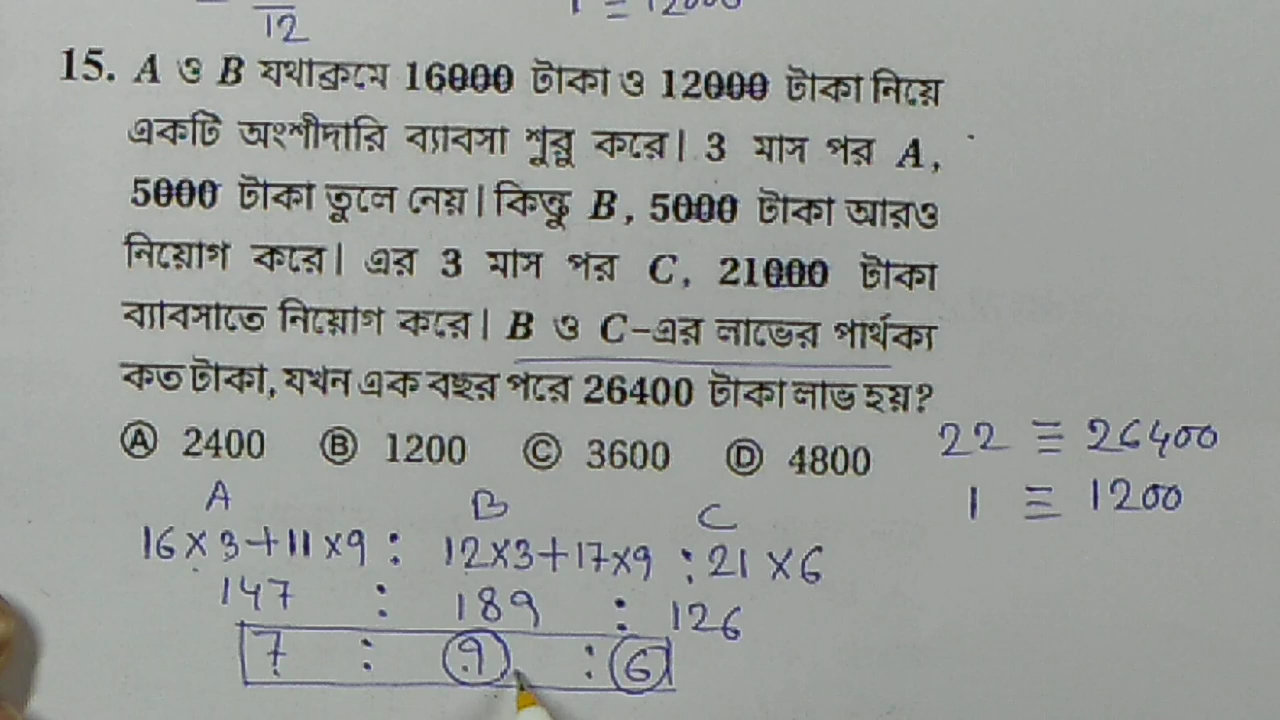 12
1 = 12000
15. A ও B যথাক্রমে 16000 টাকা ও 12000 টাকা নিয়ে
একটি অংশীদারি ব্যাবসা শুরু করে। 3 মাস পর A,
5000 টাকা তুলে নেয়। কিন্তু B, 5000 টাকা আরও
নিয়োগ করে। এর 3 মাস পর C, 21000 টাকা
ব্যাবসাতে নিয়োগ করে। B ও C-এর লাভের পার্থক্য
কত টাকা, যখন এক বছর পরে 26400 টাকা লাভ হয়?
Ⓐ 2400 Ⓑ 1200 Ⓒ 3600 Ⓓ 4800
22 ≡ 26400
1 ≡ 1200
A B C
16×3+11×9 : 12×3+17×9 : 21×6
147 : 189 : 126
7 : 9 : 6